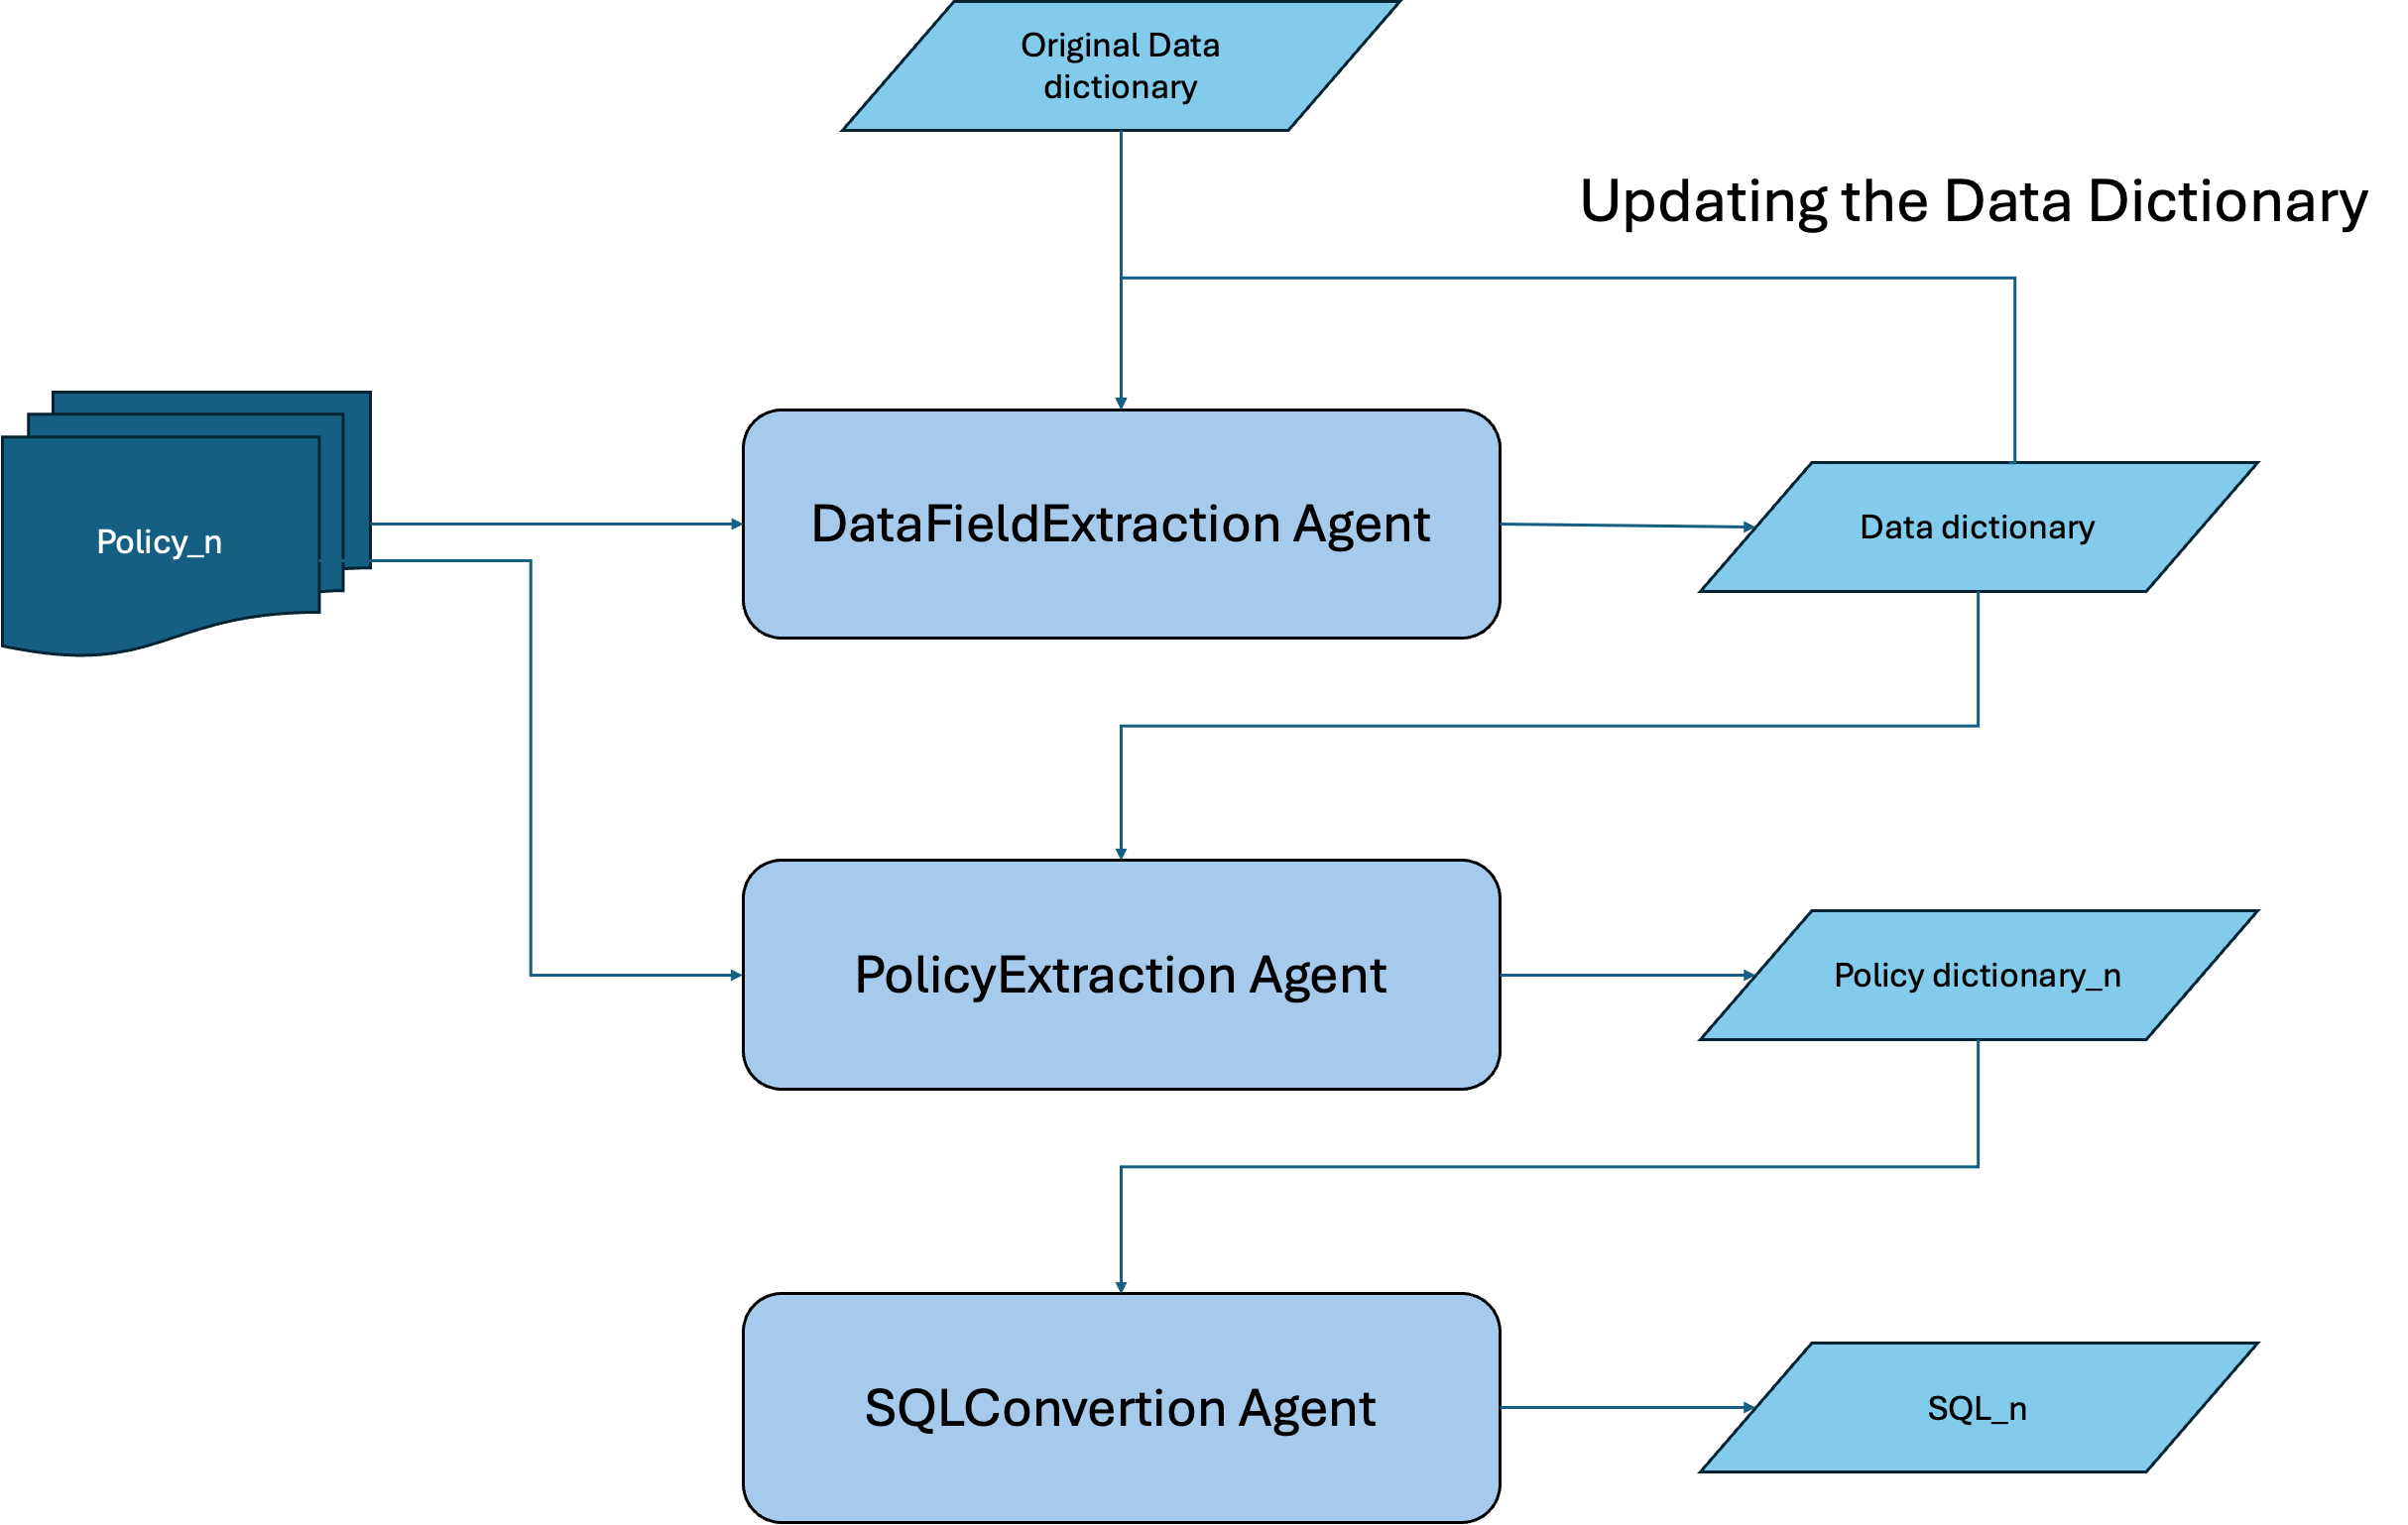 Original Data
dictionary
Updating the Data Dictionary
Policy_n
DataFieldExtraction Agent
Data dictionary
PolicyExtraction Agent
Policy dictionary_n
SQLConvertion Agent
SQL_n